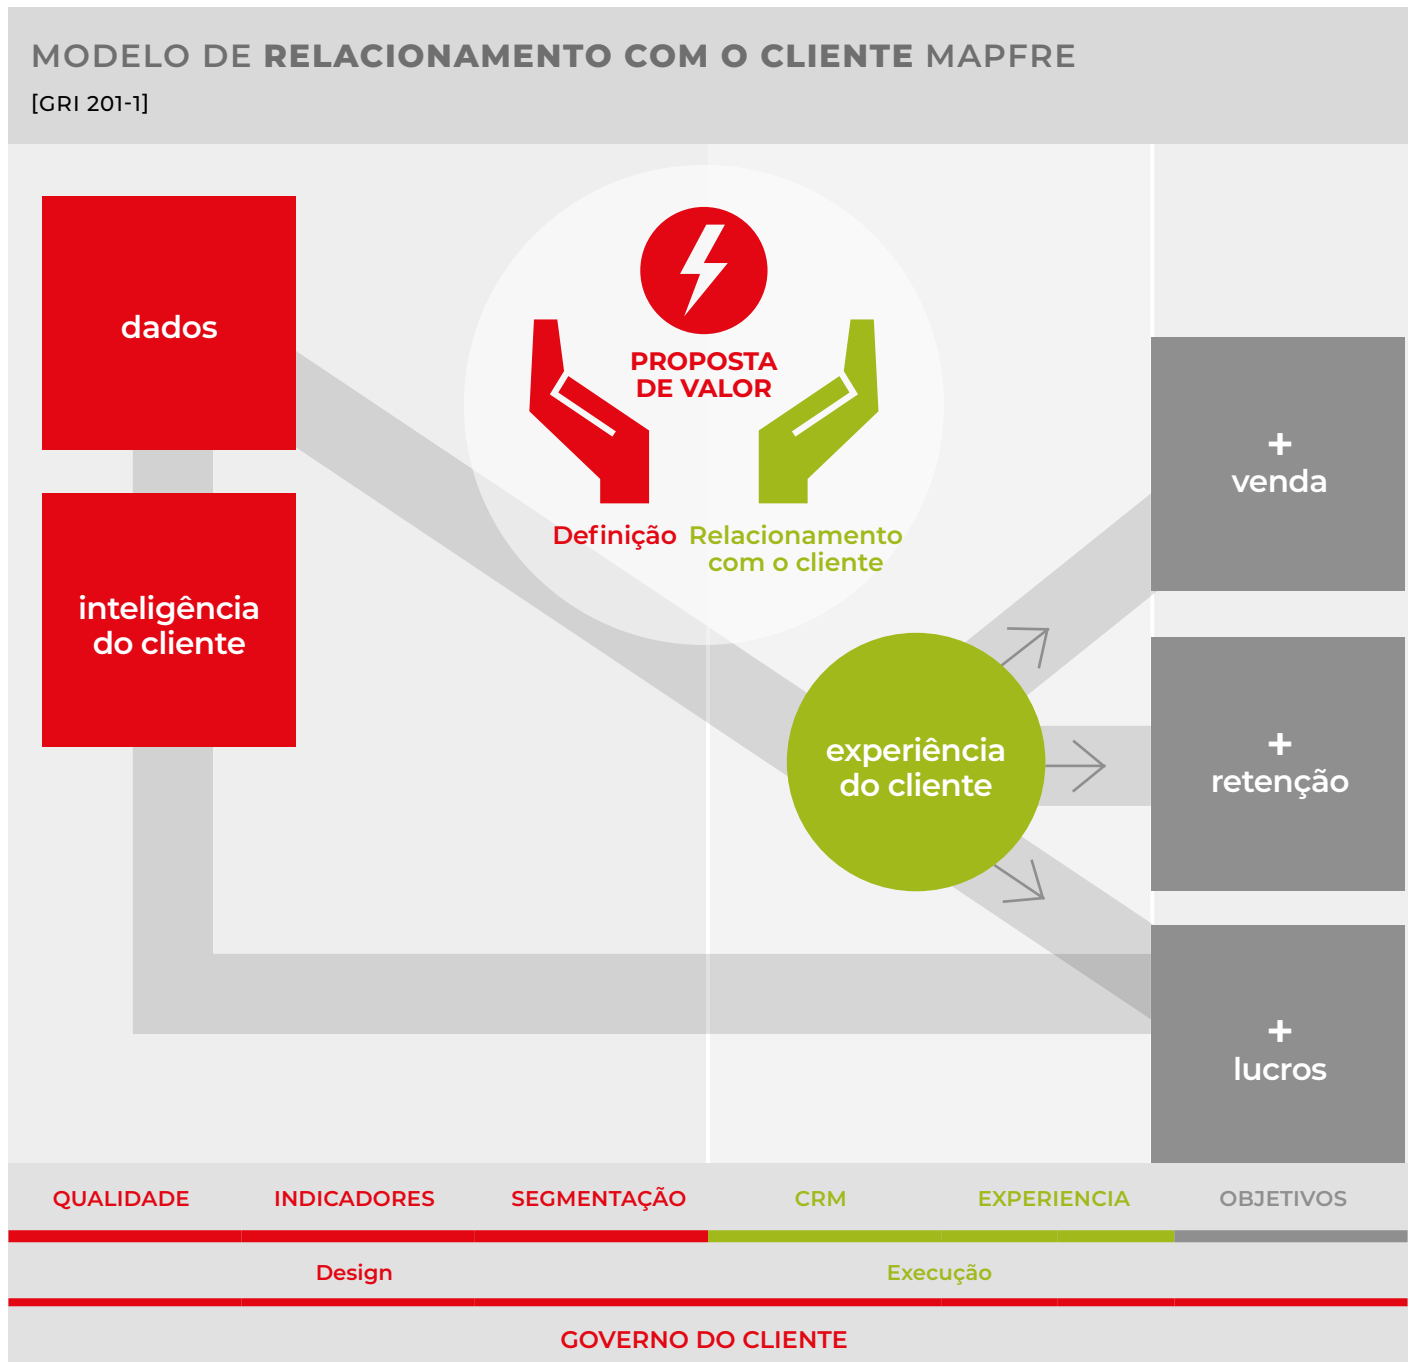 MODELO DE RELACIONAMENTO COM O CLIENTE MAPFRE
[GRI 201-1]
dados
inteligência
do cliente
PROPOSTA
DE VALOR
Definição
Relacionamento
com o cliente
experiência
do cliente
+
venda
+
retenção
+
lucros
QUALIDADE INDICADORES SEGMENTAÇÃO CRM EXPERIENCIA OBJETIVOS
Design Execução
GOVERNO DO CLIENTE